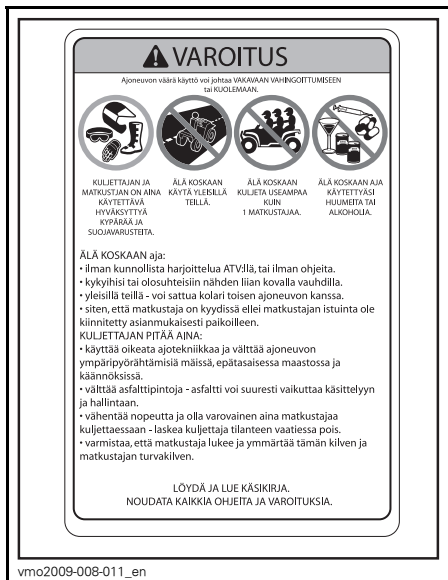 VAROITUS
Ajoneuvon väärä käyttö voi johtaa VAKAVAAN VAHINGOITTUMISEEN
tai KUOLEMAAN.
KULJETTAJAN JA
MATKUSTJAN ON AINA
KÄYTETTÄVÄ
HYVÄKSYTTYÄ
KYPÄRÄÄ JA
SUOJAVARUSTEITA.
ÄLÄ KOSKAAN
KÄYTÄ YLEISILLÄ
TEILLÄ.
ÄLÄ KOSKAAN
KULJETA USEAMPAA
KUIN
1 MATKUSTAJAA.
ÄLÄ KOSKAAN AJA
KÄYTETTYÄSI
HUUMEITA TAI
ALKOHOLIA.
ÄLÄ KOSKAAN aja:
• ilman kunnollista harjoittelua ATV:llä, tai ilman ohjeita.
• kykyihisi tai olosuhteisiin nähden liian kovalla vauhdilla.
• yleisillä teillä - voi sattua kolari toisen ajoneuvon kanssa.
• siten, että matkustaja on kyydissä ellei matkustajan istuinta ole
kiinnitetty asianmukaisesti paikoilleen.
KULJETTAJAN PITÄÄ AINA:
• käyttää oikeata ajotekniikkaa ja välttää ajoneuvon
ympäripyörähtämisiä mäissä, epätasaisessa maastossa ja
käännöksissä.
• välttää asfalttipintoja - asfaltti voi suuresti vaikuttaa käsittelyyn
ja hallintaan.
• vähentää nopeutta ja olla varovainen aina matkustajaa
kuljettaessaan - laskea kuljettaja tilanteen vaatiessa pois.
• varmistaa, että matkustaja lukee ja ymmärtää tämän kilven ja
matkustajan turvakilven.
LÖYDÄ JA LUE KÄSIKIRJA.
NOUDATA KAIKKIA OHJEITA JA VAROITUKSIA.
vmo2009-008-011_en